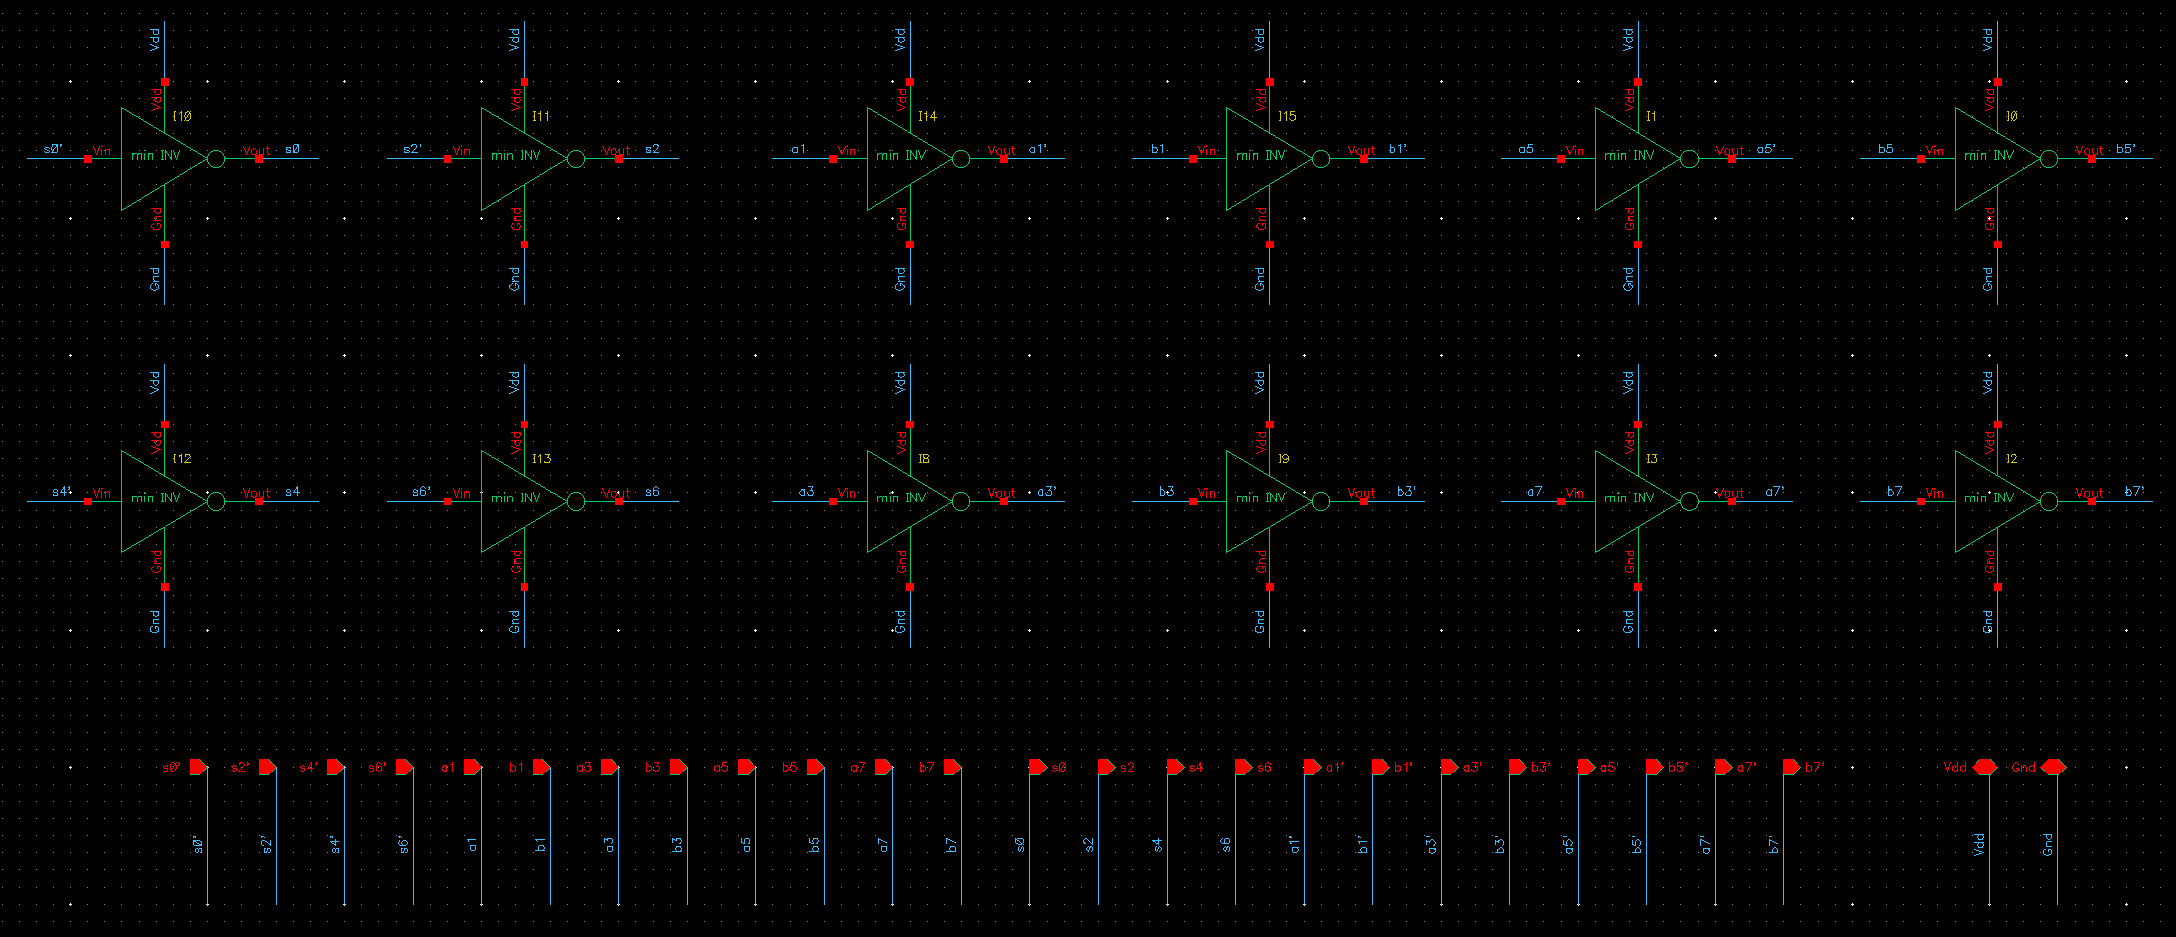 Vdd Vdd Vdd Vdd Vdd Vdd
Vdd I10 Vdd I11 Vdd I14 Vdd I15 Vdd I1 Vdd I0
s0' Vin min INV Vout s0 s2' Vin min INV Vout s2 a1 Vin min INV Vout a1' b1 Vin min INV Vout b1' a5 Vin min INV Vout a5' b5 Vin min INV Vout b5'
Gnd Gnd Gnd Gnd Gnd Gnd
Gnd Gnd Gnd Gnd Gnd Gnd
Vdd Vdd Vdd Vdd Vdd Vdd
Vdd I12 Vdd I13 Vdd I8 Vdd I9 Vdd I3 Vdd I2
s4' Vin min INV Vout s4 s6' Vin min INV Vout s6 a3 Vin min INV Vout a3' b3 Vin min INV Vout b3' a7 Vin min INV Vout a7' b7 Vin min INV Vout b7'
Gnd Gnd Gnd Gnd Gnd Gnd
Gnd Gnd Gnd Gnd Gnd Gnd
s0' s2' s4' s6' a1 b1 a3 b3 a5 b5 a7 b7 s0 s2 s4 s6 a1' b1' a3' b3' a5' b5' a7' b7' Vdd Gnd
s0' s2' s4' s6' a1 b1 a3 b3 a5 b5 a7 b7 s0 s2 s4 s6 a1' b1' a3' b3' a5' b5' a7' b7' Vdd Gnd